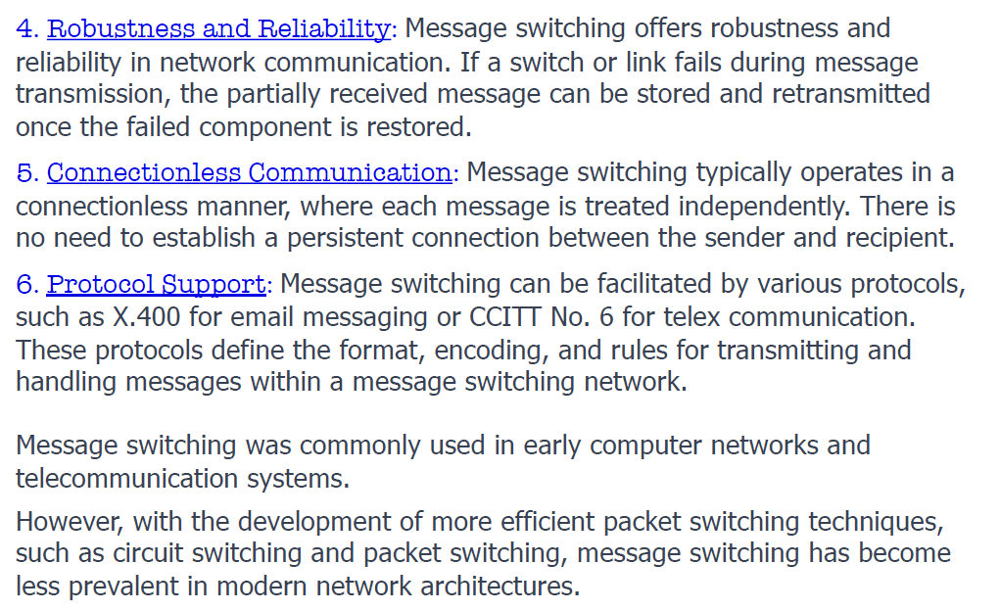 4. Robustness and Reliability: Message switching offers robustness and
reliability in network communication. If a switch or link fails during message
transmission, the partially received message can be stored and retransmitted
once the failed component is restored.
5. Connectionless Communication: Message switching typically operates in a
connectionless manner, where each message is treated independently. There is
no need to establish a persistent connection between the sender and recipient.
6. Protocol Support: Message switching can be facilitated by various protocols,
such as X.400 for email messaging or CCITT No. 6 for telex communication.
These protocols define the format, encoding, and rules for transmitting and
handling messages within a message switching network.
Message switching was commonly used in early computer networks and
telecommunication systems.
However, with the development of more efficient packet switching techniques,
such as circuit switching and packet switching, message switching has become
less prevalent in modern network architectures.